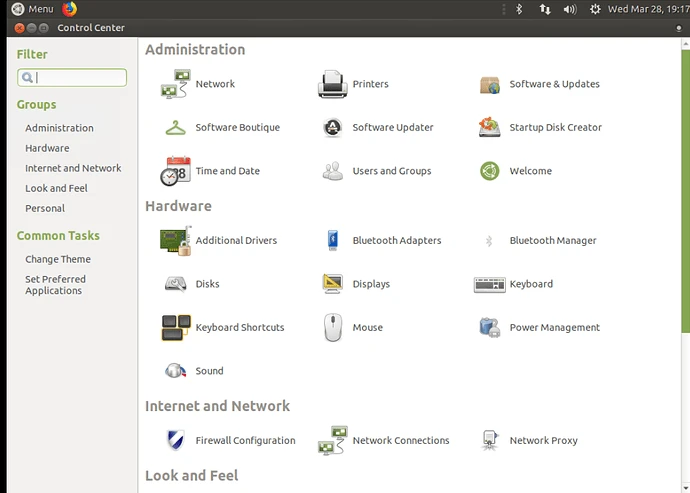 Menu
Wed Mar 28, 19:17
Control Center
Filter
Groups
Administration
Hardware
Internet and Network
Look and Feel
Personal
Common Tasks
Change Theme
Set Preferred
Applications
Administration
Network
Printers
Software & Updates
Software Boutique
Software Updater
Startup Disk Creator
28
Time and Date
Users and Groups
Welcome
Hardware
Additional Drivers
Bluetooth Adapters
Bluetooth Manager
Disks
Displays
Keyboard
Keyboard Shortcuts
Mouse
Power Management
Sound
Internet and Network
Firewall Configuration
Network Connections
Network Proxy
Look and Feel